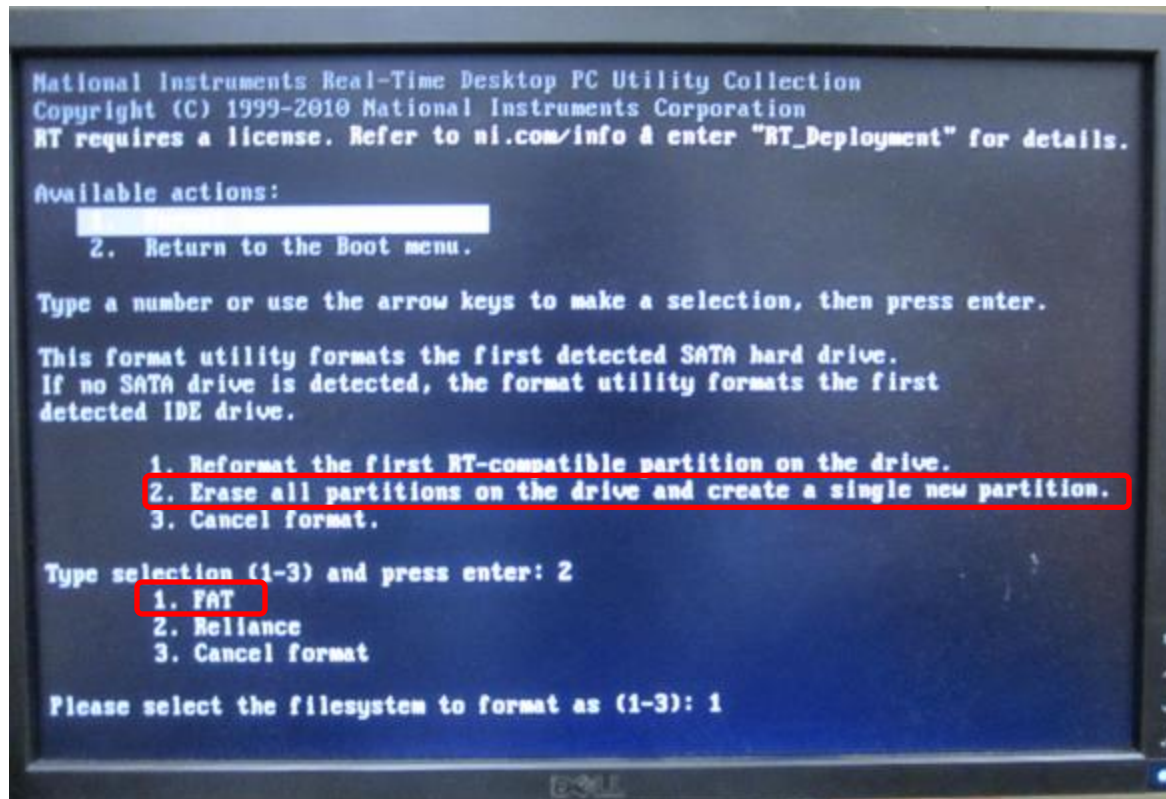 National Instruments Real-Time Desktop PC Utility Collection
Copyright (C) 1999-2010 National Instruments Corporation
RT requires a license. Refer to ni.com/info & enter "RT_Deployment" for details.
Available actions:
1.
2. Return to the Boot menu.
Type a number or use the arrow keys to make a selection, then press enter.
This format utility formats the first detected SATA hard drive.
If no SATA drive is detected, the format utility formats the first
detected IDE drive.
1. Reformat the first RT-compatible partition on the drive.
2. Erase all partitions on the drive and create a single new partition.
3. Cancel format.
Type selection (1-3) and press enter: 2
1. FAT
2. Reliance
3. Cancel format
Please select the filesystem to format as (1-3): 1
DELL